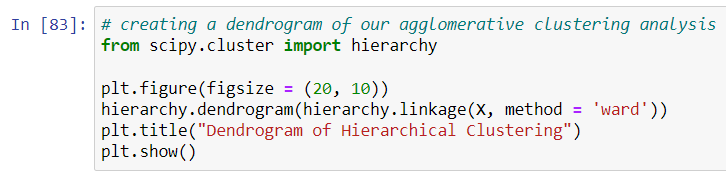 In [83]: # creating a dendrogram of our agglomerative clustering analysis
from scipy.cluster import hierarchy
plt.figure(figsize = (20, 10))
hierarchy.dendrogram(hierarchy.linkage(X, method = 'ward'))
plt.title("Dendrogram of Hierarchical Clustering")
plt.show()